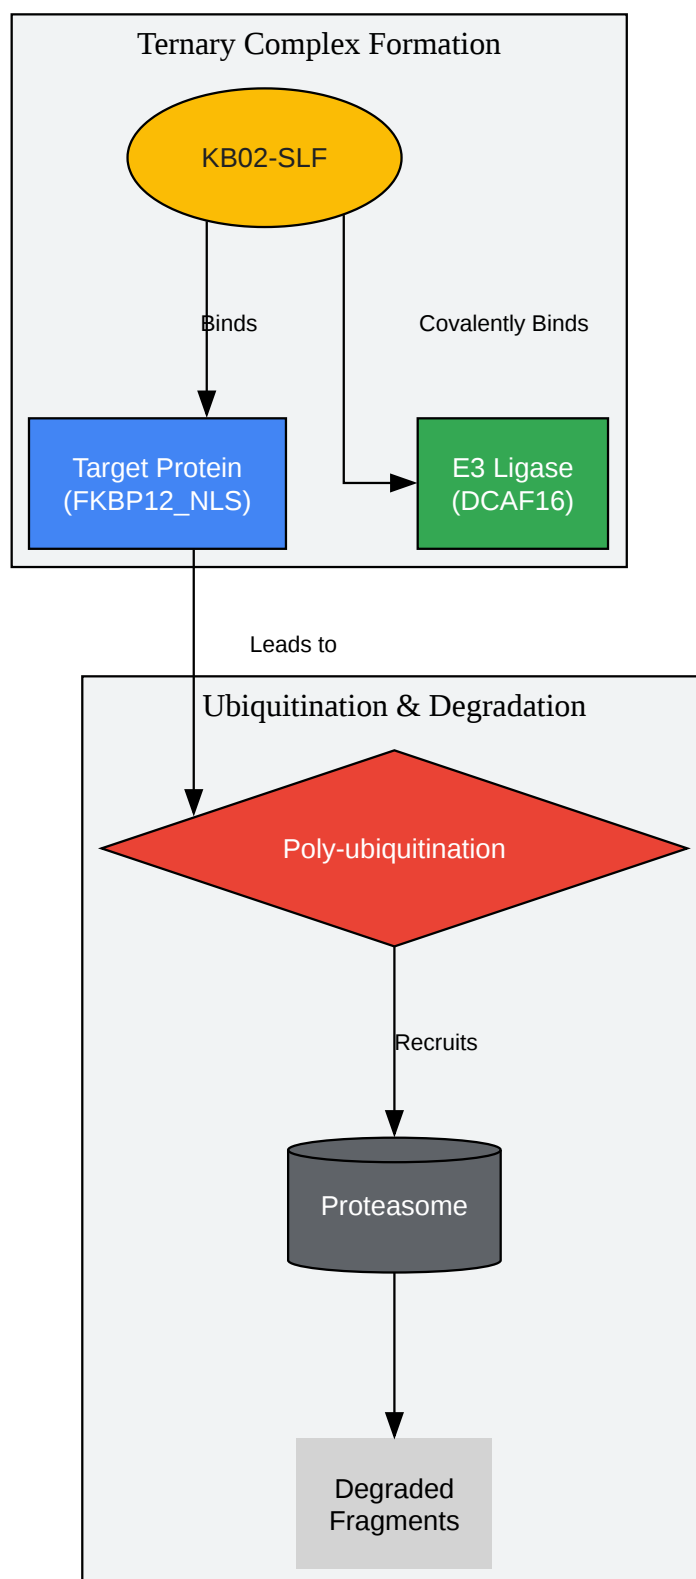 Ternary Complex Formation
KB02-SLF
Binds
Covalently Binds
Target Protein
(FKBP12_NLS)
E3 Ligase
(DCAF16)
Leads to
Ubiquitination & Degradation
Poly-ubiquitination
Recruits
Proteasome
Degraded
Fragments